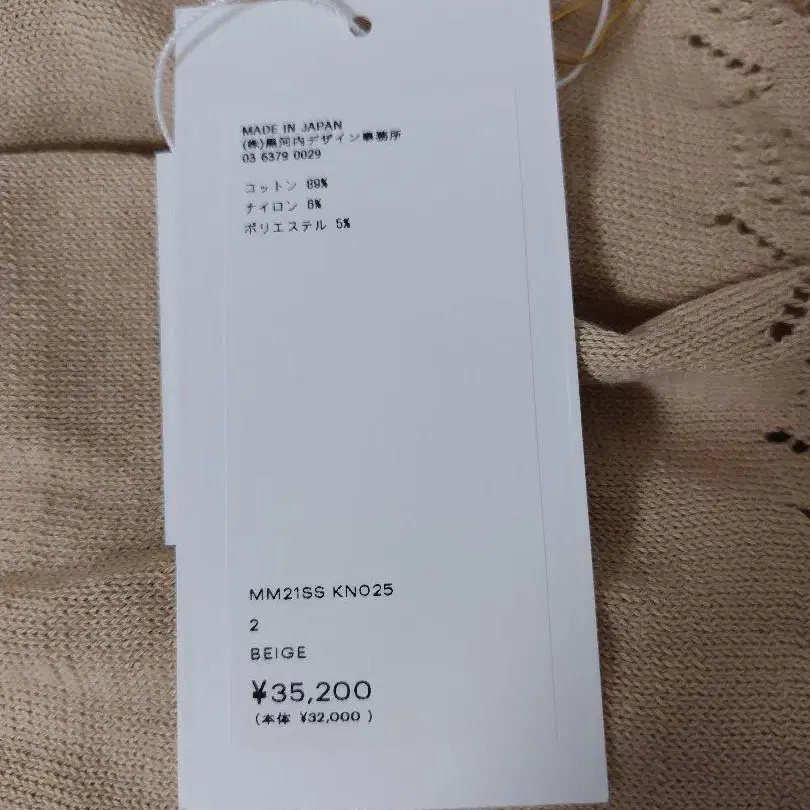 MADE IN JAPAN
(株)黒河内デザイン事務所
03 6379 0029
コットン 89%
ナイロン 6%
ポリエステル 5%
MM21SS KN025
2
BEIGE
¥35,200
(本体 ¥32,000 )